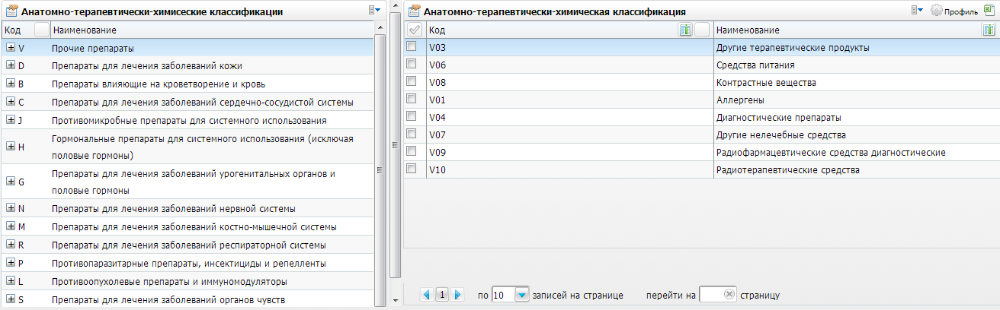 Анатомно-терапевтически-химисеские классификации
Код Наименование
V Прочие препараты
D Препараты для лечения заболеваний кожи
B Препараты влияющие на кроветворение и кровь
C Препараты для лечения заболеваний сердечно-сосудистой системы
J Противомикробные препараты для системного использования
H Гормональные препараты для системного использования (исключая
половые гормоны)
G Препараты для лечения заболеваний урогенитальных органов и
половые гормоны
N Препараты для лечения заболеваний нервной системы
M Препараты для лечения заболеваний костно-мышечной системы
R Препараты для лечения заболеваний респираторной системы
P Противопаразитарные препараты, инсектициды и репелленты
L Противоопухолевые препараты и иммуномодуляторы
S Препараты для лечения заболеваний органов чувств
Анатомно-терапевтически-химическая классификация Профиль
Код Наименование
V03 Другие терапевтические продукты
V06 Средства питания
V08 Контрастные вещества
V01 Аллергены
V04 Диагностические препараты
V07 Другие нелечебные средства
V09 Радиофармацевтические средства диагностические
V10 Радиотерапевтические средства
1 по 10 записей на странице перейти на страницу